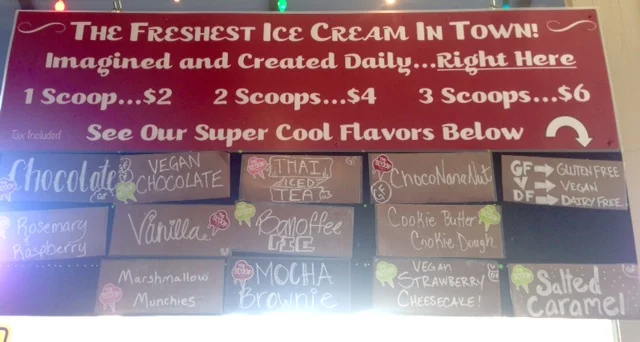 The Freshest Ice Cream In Town!
Imagined and Created Daily...Right Here
1 Scoop...$2 2 Scoops...$4 3 Scoops...$6
Tax Included
See Our Super Cool Flavors Below
Chocolate
VEGAN
CHOCOLATE
THAI
ICED
TEA
GF
ChocoNanaNut
GF
GF → GLUTEN FREE
V → VEGAN
DF → DAIRY FREE
Rosemary
Raspberry
Vanilla
Banoffee
PIE
Cookie Butter
Cookie Dough
Marshmallow
Munchies
MOCHA
Brownie
VEGAN
STRAWBERRY
CHEESECAKE!
Salted
Caramel